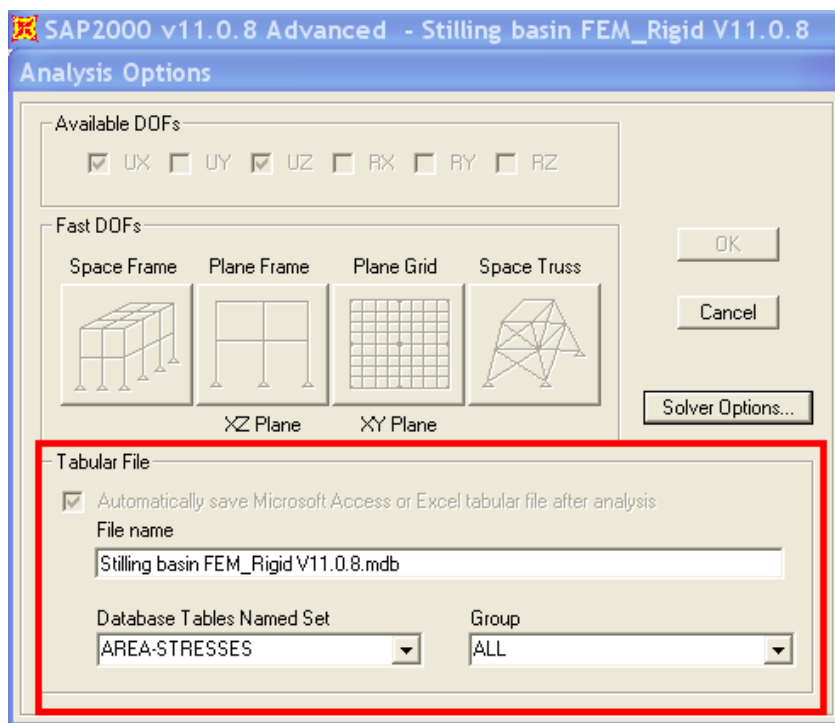 SAP2000 v11.0.8 Advanced - Stilling basin FEM_Rigid V11.0.8
Analysis Options
Available DOFs
UX UY UZ RX RY RZ
Fast DOFs
Space Frame Plane Frame Plane Grid Space Truss
XZ Plane XY Plane
OK
Cancel
Solver Options...
Tabular File
Automatically save Microsoft Access or Excel tabular file after analysis
File name
Stilling basin FEM_Rigid V11.0.8.mdb
Database Tables Named Set Group
AREA-STRESSES ALL